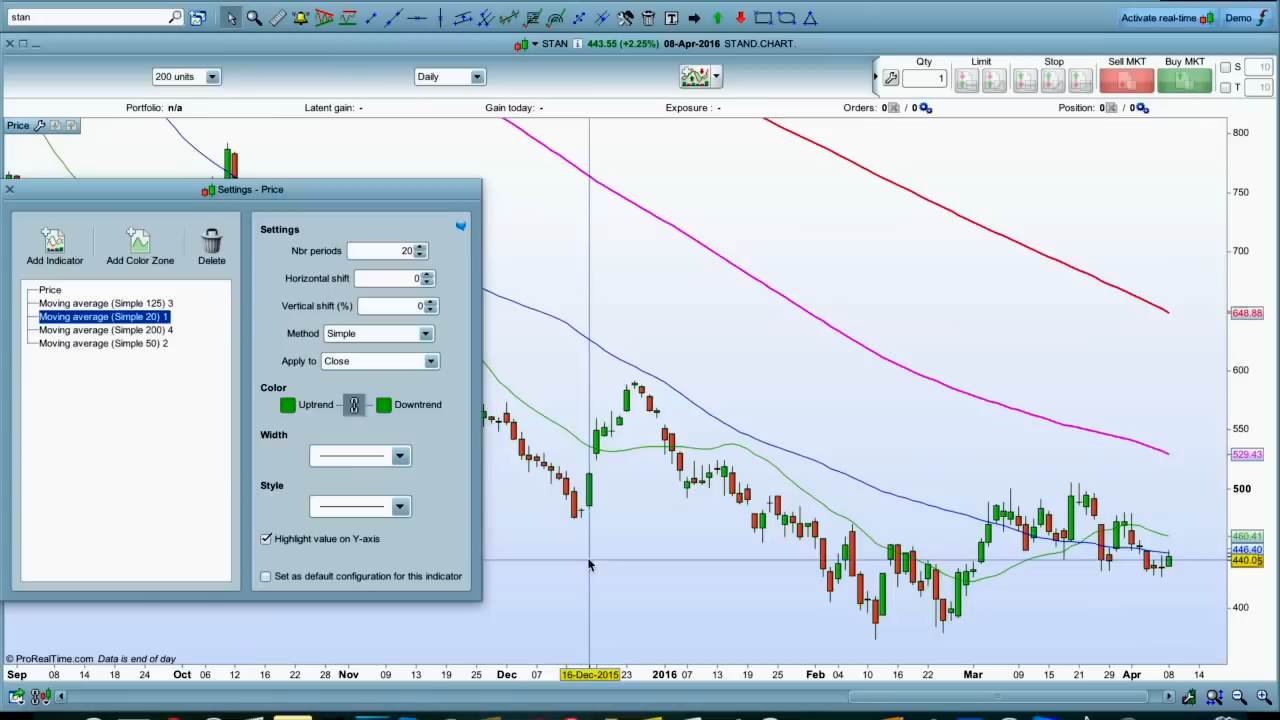 stan
Activate real-time
Demo
STAN 443.55 (+2.25%) 08-Apr-2016 STAND.CHART.
200 units
Daily
Qty
1
Limit
Stop
Sell MKT
Buy MKT
S 10
T 10
Portfolio: n/a
Latent gain: -
Gain today: -
Exposure : -
Orders: 0 / 0
Position: 0 / 0
Price
Settings - Price
Add Indicator
Add Color Zone
Delete
Price
Moving average (Simple 125) 3
Moving average (Simple 20) 1
Moving average (Simple 200) 4
Moving average (Simple 50) 2
Settings
Nbr periods 20
Horizontal shift 0
Vertical shift (%) 0
Method Simple
Apply to Close
Color
Uptrend
Downtrend
Width
Style
Highlight value on Y-axis
Set as default configuration for this indicator
800
750
700
648.88
600
550
529.43
500
460.41
446.40
440.05
400
© ProRealTime.com Data is end of day
Sep 08 14 18 24 Oct 06 12 16 22 28 Nov 09 13 19 25 Dec 07 16-Dec-2015 23 2016 07 13 19 25 Feb 04 10 16 22 Mar 09 15 21 29 Apr 08 14